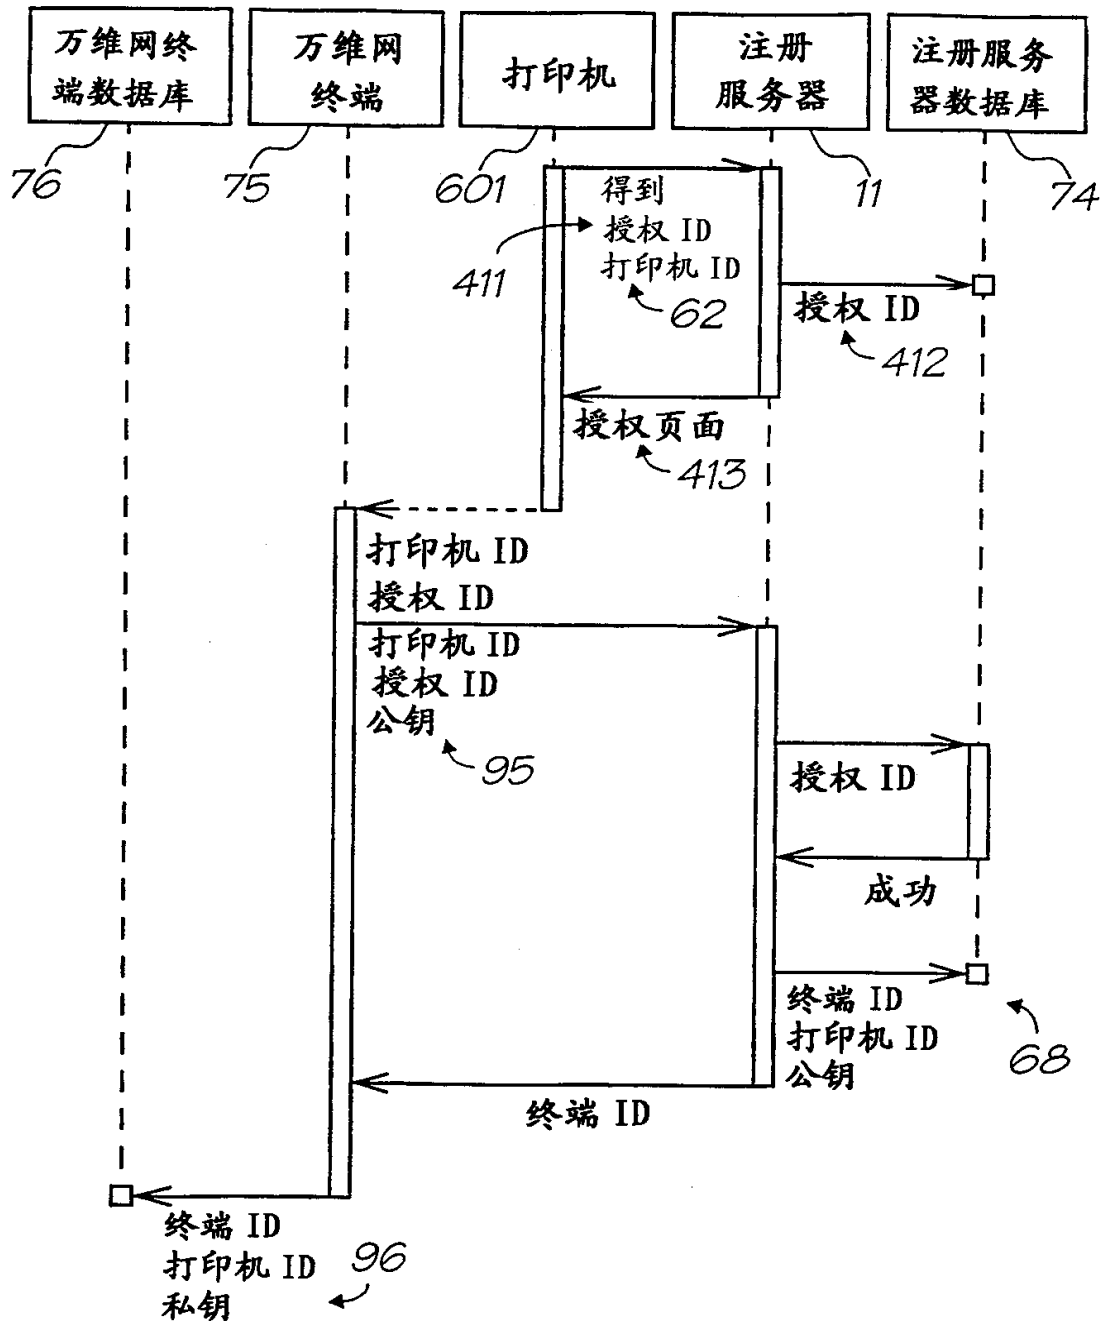 万维网终
端数据库
万维网
终端
打印机
注册
服务器
注册服务
器数据库
76
75
601
11
74
得到
授权 ID
打印机 ID
411
62
授权 ID
412
授权页面
413
打印机 ID
授权 ID
打印机 ID
授权 ID
公钥
95
授权 ID
成功
终端 ID
打印机 ID
公钥
68
终端 ID
终端 ID
打印机 ID
私钥
96